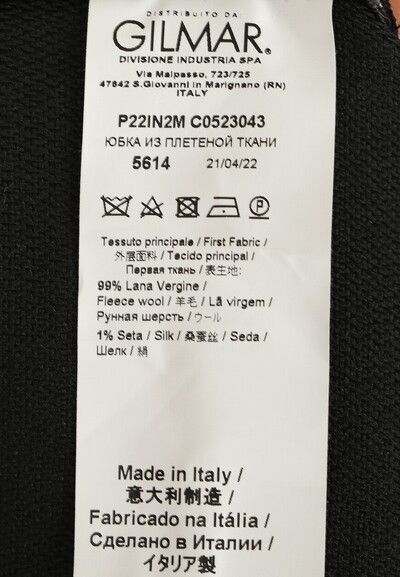 DISTRIBUITO DA:
GILMAR®
DIVISIONE INDUSTRIA SPA
Via Malpasso, 723/725
47842 S.Giovanni in Marignano (RN)
ITALY
P22IN2M C0523043
ЮБКА ИЗ ПЛЕТЕНОЙ ТКАНИ
5614 21/04/22
P
Tessuto principale / First Fabric /
外层面料 / Tecido principal /
Первая ткань / 表生地:
99% Lana Vergine /
Fleece wool / 羊毛 / Lã virgem /
Рунная шерсть / ウール
1% Seta / Silk / 桑蚕丝 / Seda /
Шелк / 絹
Made in Italy /
意大利制造 /
Fabricado na Itália /
Сделано в Италии /
イタリア製